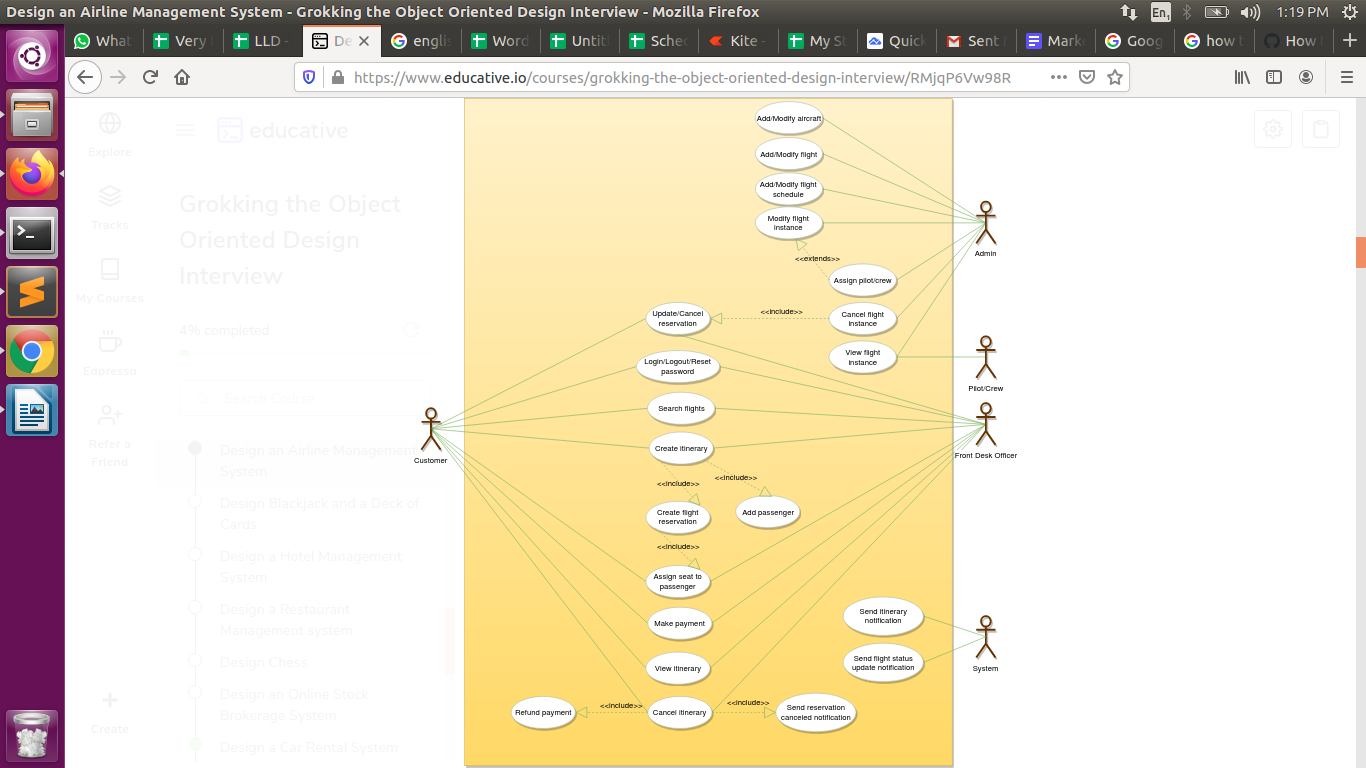 Design an Airline Management System - Grokking the Object Oriented Design Interview - Mozilla Firefox
En1
1:19 PM
What
Very
LLD -
De
englis
Word
Untit
Sche
Kite -
My St
Quick
Sent
Mark
Goog
how t
How
https://www.educative.io/courses/grokking-the-object-oriented-design-interview/RMjqP6Vw98R
Explore
Tracks
My Courses
Edpresso
Refer a
Friend
Create
educative
Grokking the Object
Oriented Design
Interview
4% completed
Search Course
Design an Airline Management
System
Design Blackjack and a Deck of
Cards
Design a Hotel Management
System
Design a Restaurant
Management system
Design Chess
Design an Online Stock
Brokerage System
Design a Car Rental System
Add/Modify aircraft
Add/Modify flight
Add/Modify flight
schedule
Modify flight
instance
Admin
<<extends>>
Assign pilot/crew
Update/Cancel
reservation
<<include>>
Cancel flight
instance
View flight
instance
Pilot/Crew
Login/Logout/Reset
password
Search flights
Create itinerary
Customer
Front Desk Officer
<<include>>
<<include>>
Create flight
reservation
Add passenger
<<include>>
Assign seat to
passenger
Make payment
Send itinerary
notification
Send flight status
update notification
System
View itinerary
Refund payment
<<include>>
Cancel itinerary
<<include>>
Send reservation
canceled notification